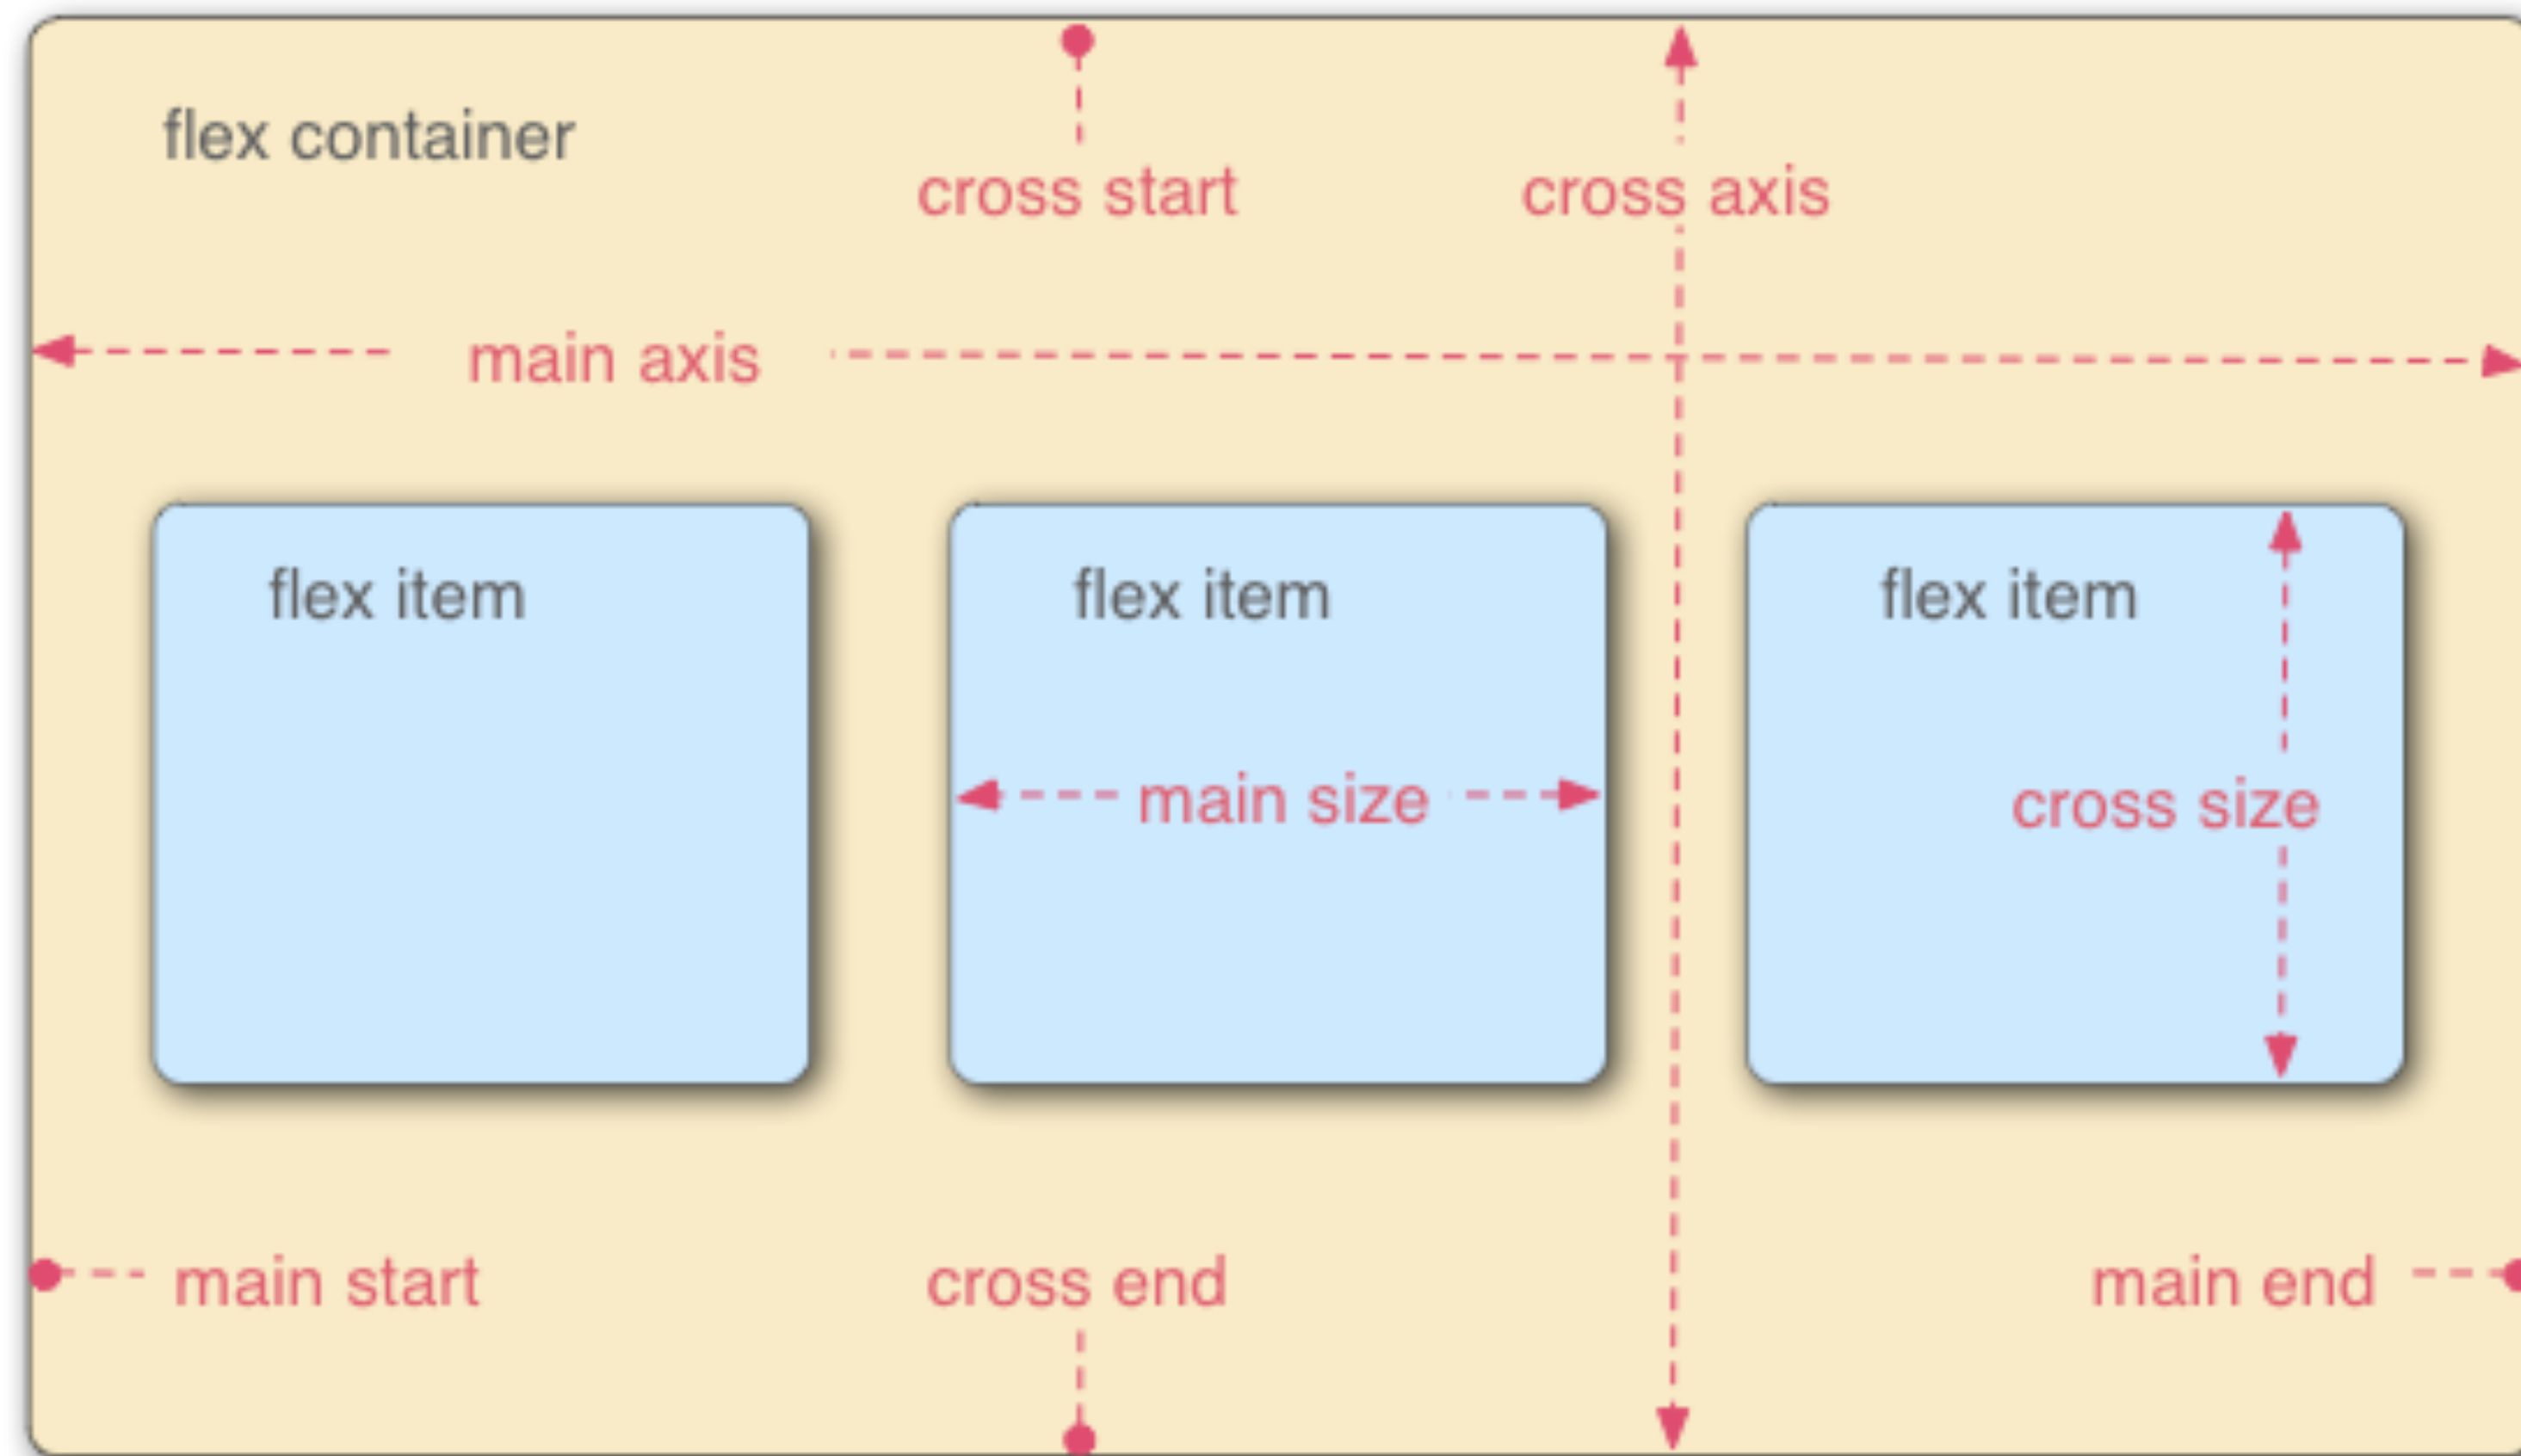 flex container
cross start
cross axis
main axis
flex item
flex item
flex item
main size
cross size
main start
cross end
main end